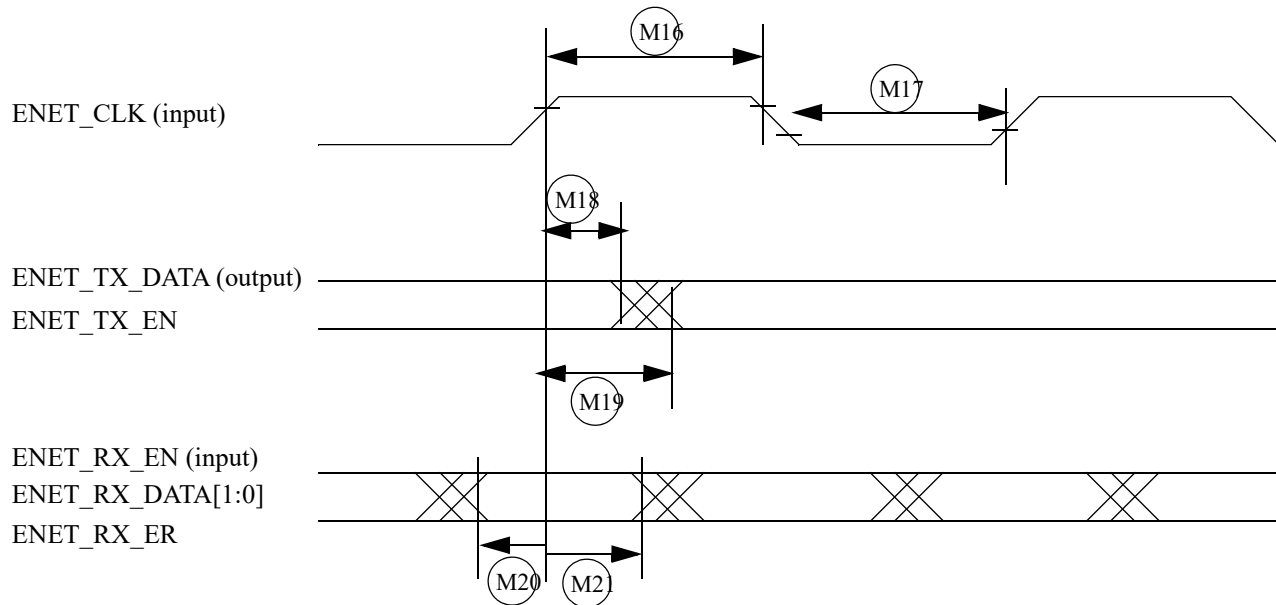 M16
M17
ENET_CLK (input)
M18
ENET_TX_DATA (output)
ENET_TX_EN
M19
ENET_RX_EN (input)
ENET_RX_DATA[1:0]
ENET_RX_ER
M20
M21